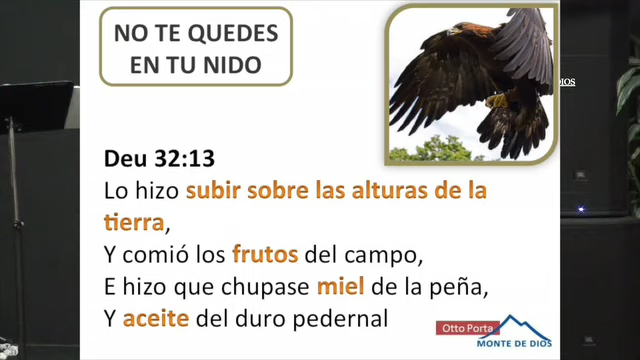 NO TE QUEDES
EN TU NIDO
DIOS
Deu 32:13
Lo hizo subir sobre las alturas de la
tierra,
Y comió los frutos del campo,
E hizo que chupase miel de la peña,
Y aceite del duro pedernal
Otto Porta
MONTE DE DIOS